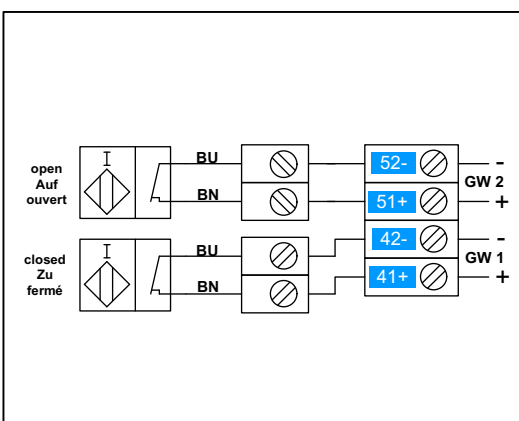 open
Auf
ouvert
I
BU
BN
52-
51+
-
GW 2
+
closed
Zu
fermé
I
BU
BN
42-
41+
-
GW 1
+